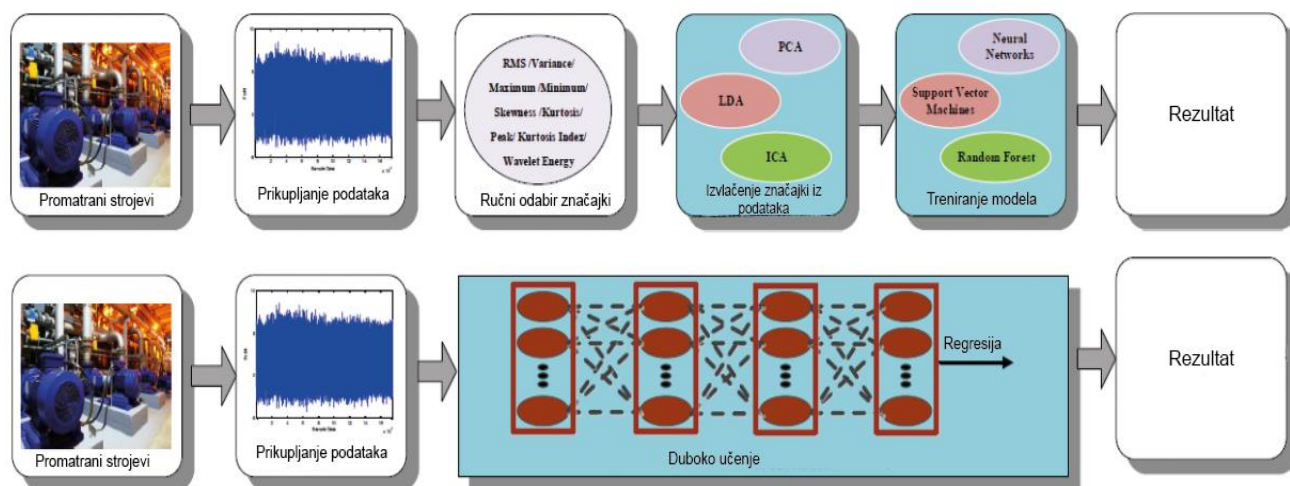 Promatrani strojevi
Prikupljanje podataka
RMS /Variance/
Maximum /Minimum/
Skewness /Kurtosis/
Peak/ Kurtosis Index/
Wavelet Energy
Ručni odabir značajki
PCA
LDA
ICA
Izvlačenje značajki iz
podataka
Neural
Networks
Support Vector
Machines
Random Forest
Treniranje modela
Rezultat
Promatrani strojevi
Prikupljanje podataka
Regresija
Duboko učenje
Rezultat